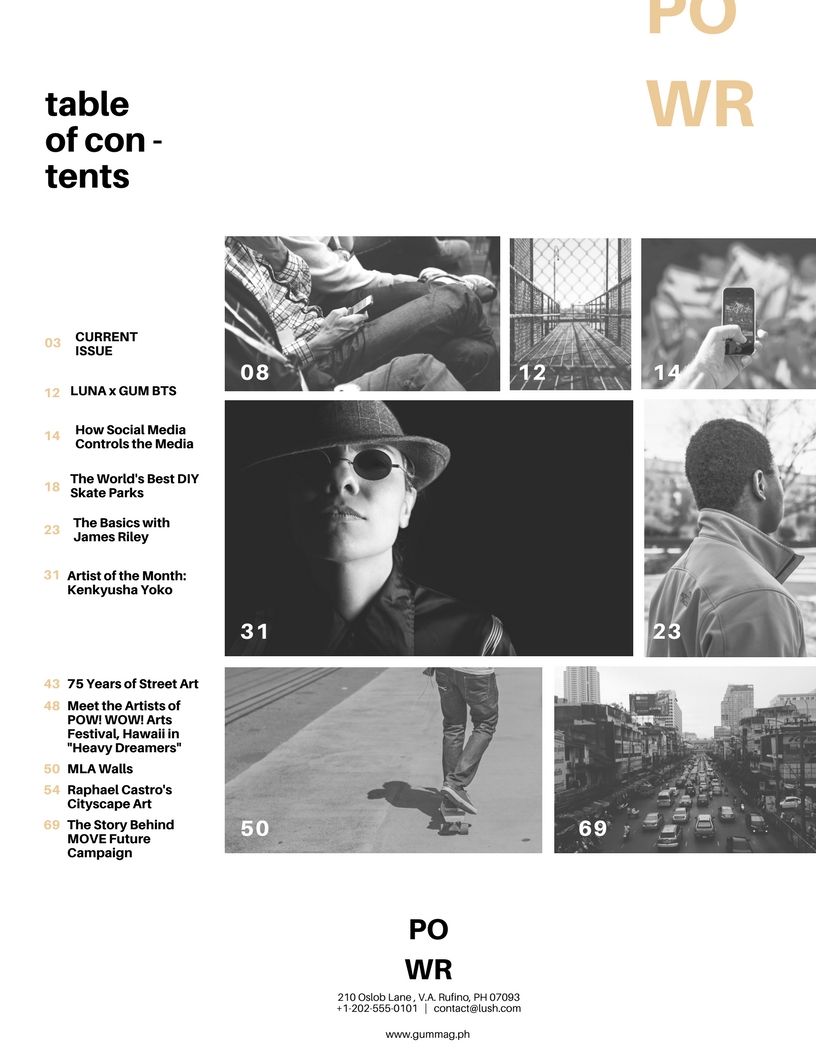 PO
WR
table
of con -
tents
03 CURRENT
ISSUE
12 LUNA x GUM BTS
14 How Social Media
Controls the Media
18 The World's Best DIY
Skate Parks
23 The Basics with
James Riley
31 Artist of the Month:
Kenkyusha Yoko
43 75 Years of Street Art
48 Meet the Artists of
POW! WOW! Arts
Festival, Hawaii in
"Heavy Dreamers"
50 MLA Walls
54 Raphael Castro's
Cityscape Art
69 The Story Behind
MOVE Future
Campaign
08
12
14
31
23
50
69
PO
WR
210 Oslob Lane , V.A. Rufino, PH 07093
+1-202-555-0101 | contact@lush.com
www.gummag.ph